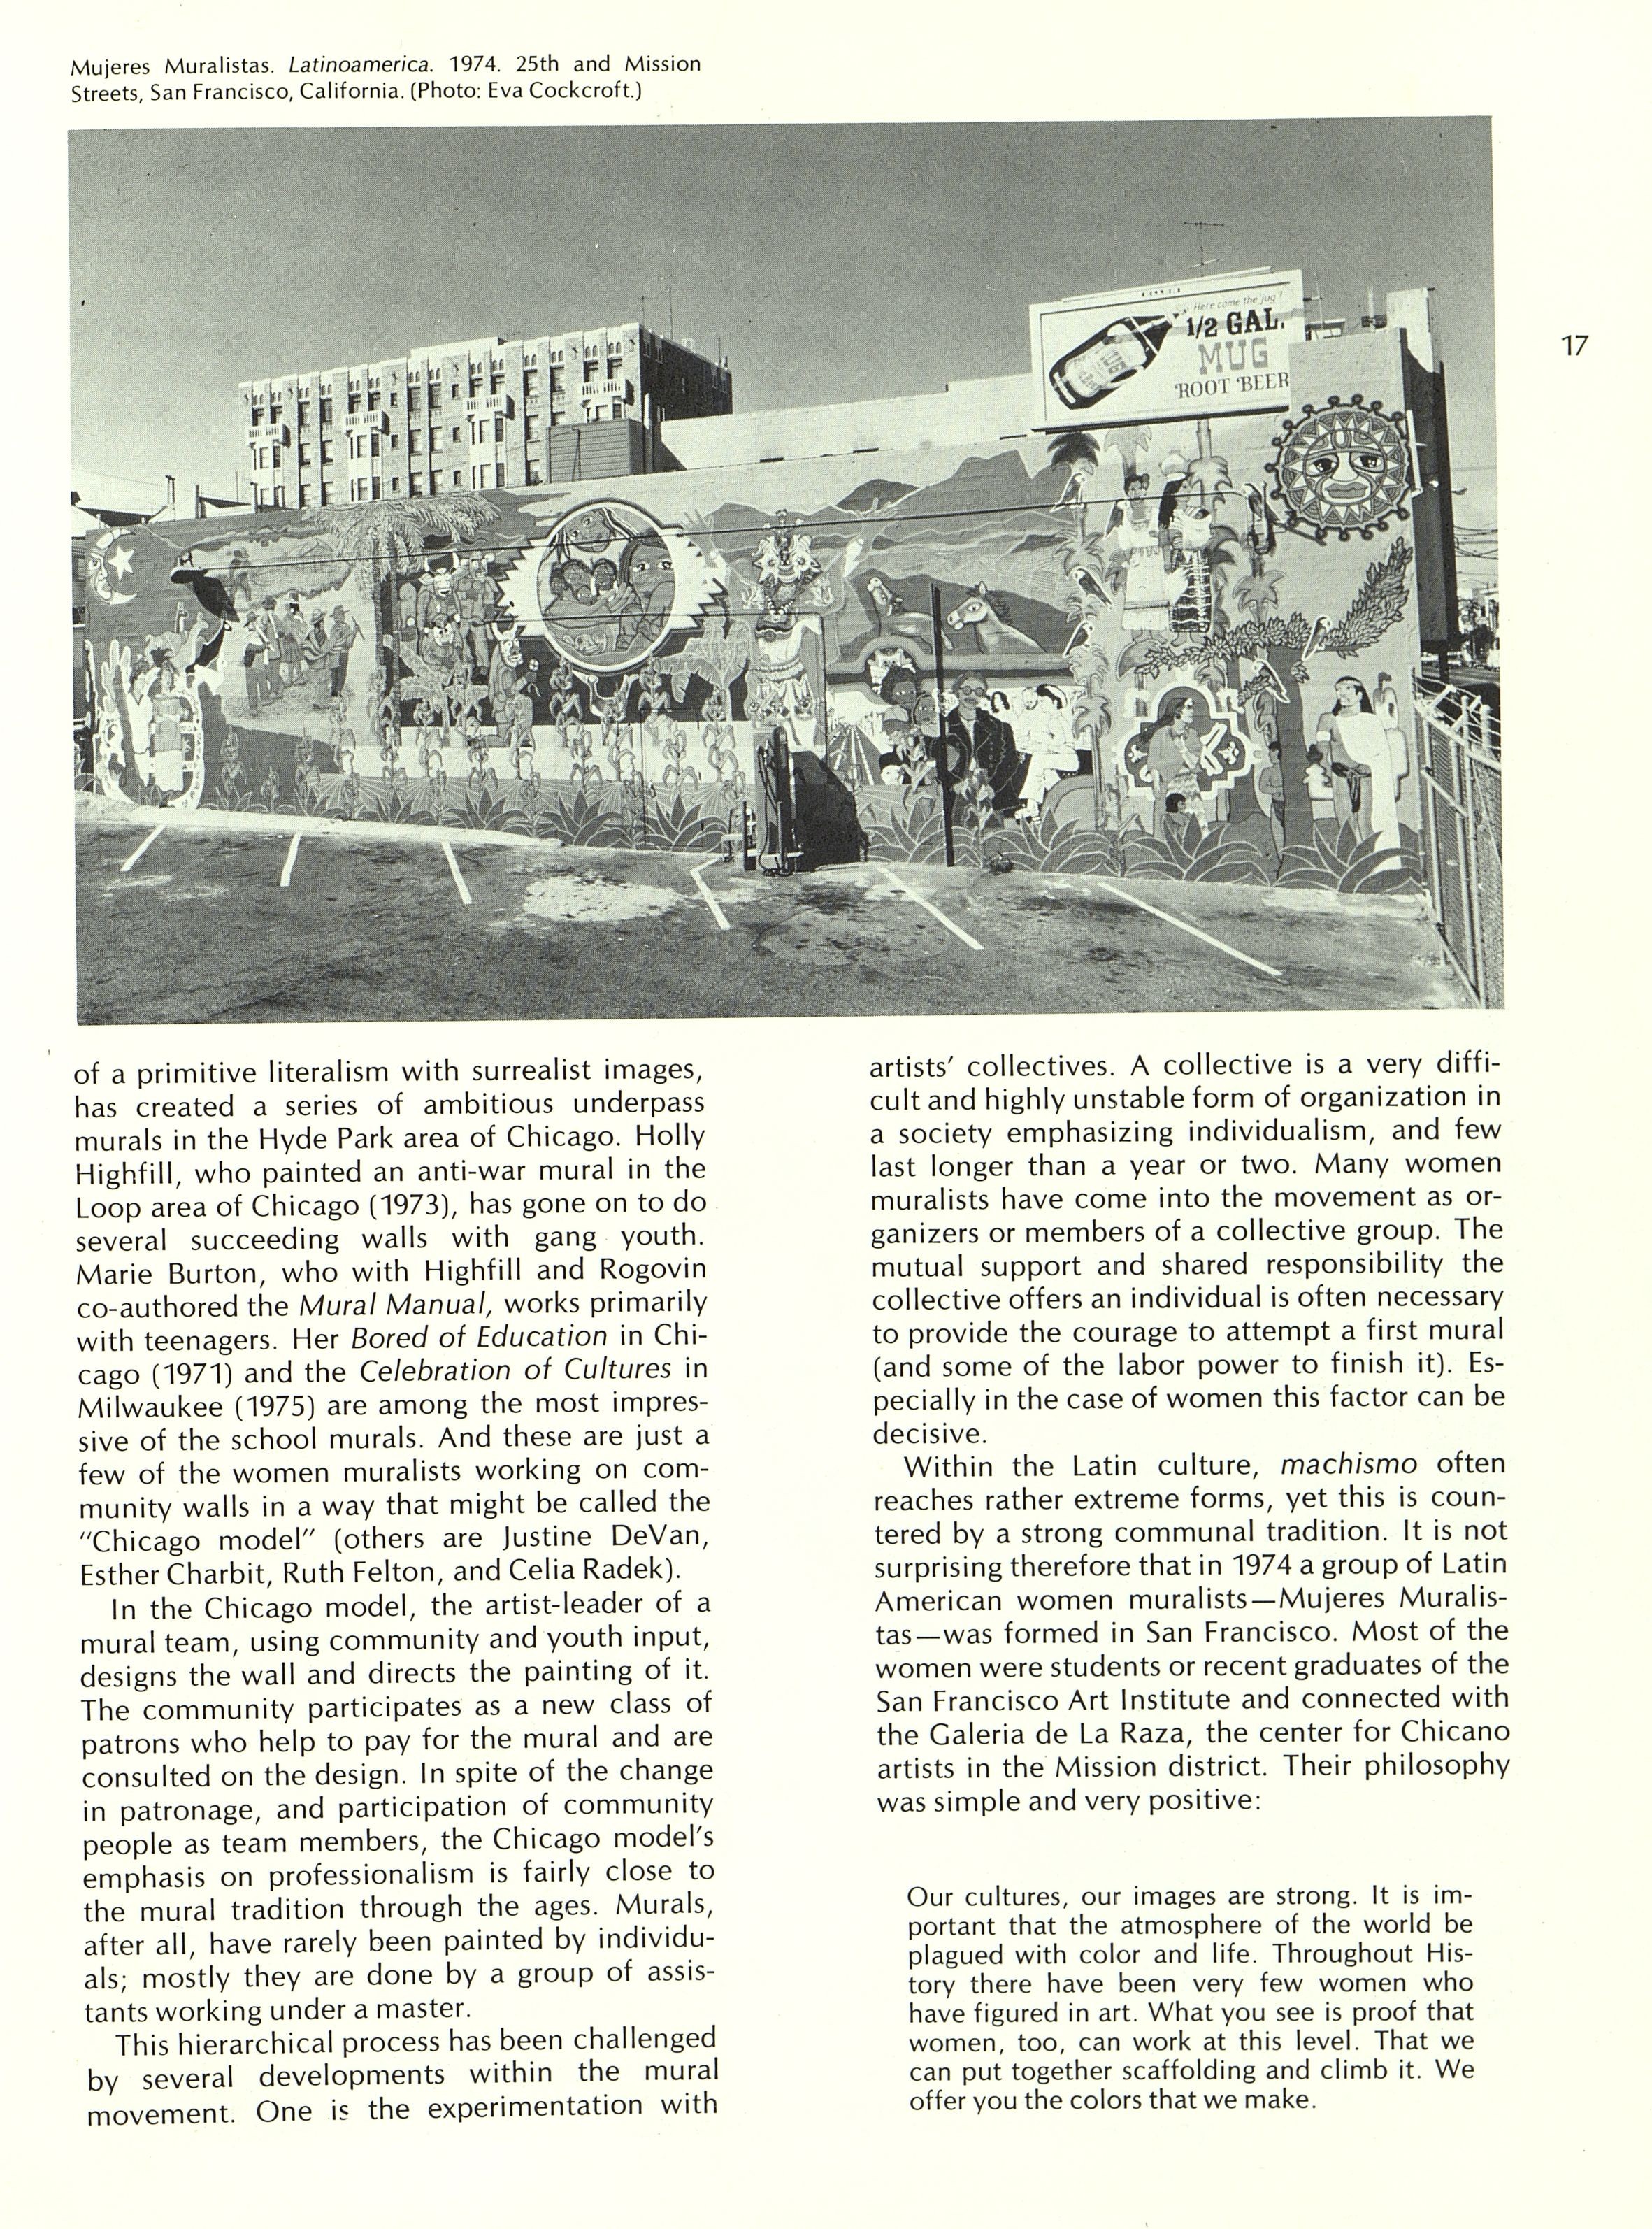 Mujeres Muralistas. Latinoamerica. 1974. 25th and Mission
Streets, San Francisco, California. (Photo: Eva Cockcroft.)
Here come the jug!
1/2 GAL.
MUG
ROOT BEER
17
of a primitive literalism with surrealist images,
has created a series of ambitious underpass
murals in the Hyde Park area of Chicago. Holly
Highfill, who painted an anti-war mural in the
Loop area of Chicago (1973), has gone on to do
several succeeding walls with gang youth.
Marie Burton, who with Highfill and Rogovin
co-authored the Mural Manual, works primarily
with teenagers. Her Bored of Education in Chi-
cago (1971) and the Celebration of Cultures in
Milwaukee (1975) are among the most impres-
sive of the school murals. And these are just a
few of the women muralists working on com-
munity walls in a way that might be called the
"Chicago model" (others are Justine DeVan,
Esther Charbit, Ruth Felton, and Celia Radek).
In the Chicago model, the artist-leader of a
mural team, using community and youth input,
designs the wall and directs the painting of it.
The community participates as a new class of
patrons who help to pay for the mural and are
consulted on the design. In spite of the change
in patronage, and participation of community
people as team members, the Chicago model's
emphasis on professionalism is fairly close to
the mural tradition through the ages. Murals,
after all, have rarely been painted by individu-
als; mostly they are done by a group of assis-
tants working under a master.
This hierarchical process has been challenged
by several developments within the mural
movement. One is the experimentation with
artists' collectives. A collective is a very diffi-
cult and highly unstable form of organization in
a society emphasizing individualism, and few
last longer than a year or two. Many women
muralists have come into the movement as or-
ganizers or members of a collective group. The
mutual support and shared responsibility the
collective offers an individual is often necessary
to provide the courage to attempt a first mural
(and some of the labor power to finish it). Es-
pecially in the case of women this factor can be
decisive.
Within the Latin culture, machismo often
reaches rather extreme forms, yet this is coun-
tered by a strong communal tradition. It is not
surprising therefore that in 1974 a group of Latin
American women muralists—Mujeres Muralis-
tas—was formed in San Francisco. Most of the
women were students or recent graduates of the
San Francisco Art Institute and connected with
the Galeria de La Raza, the center for Chicano
artists in the Mission district. Their philosophy
was simple and very positive:
Our cultures, our images are strong. It is im-
portant that the atmosphere of the world be
plagued with color and life. Throughout His-
tory there have been very few women who
have figured in art. What you see is proof that
women, too, can work at this level. That we
can put together scaffolding and climb it. We
offer you the colors that we make.